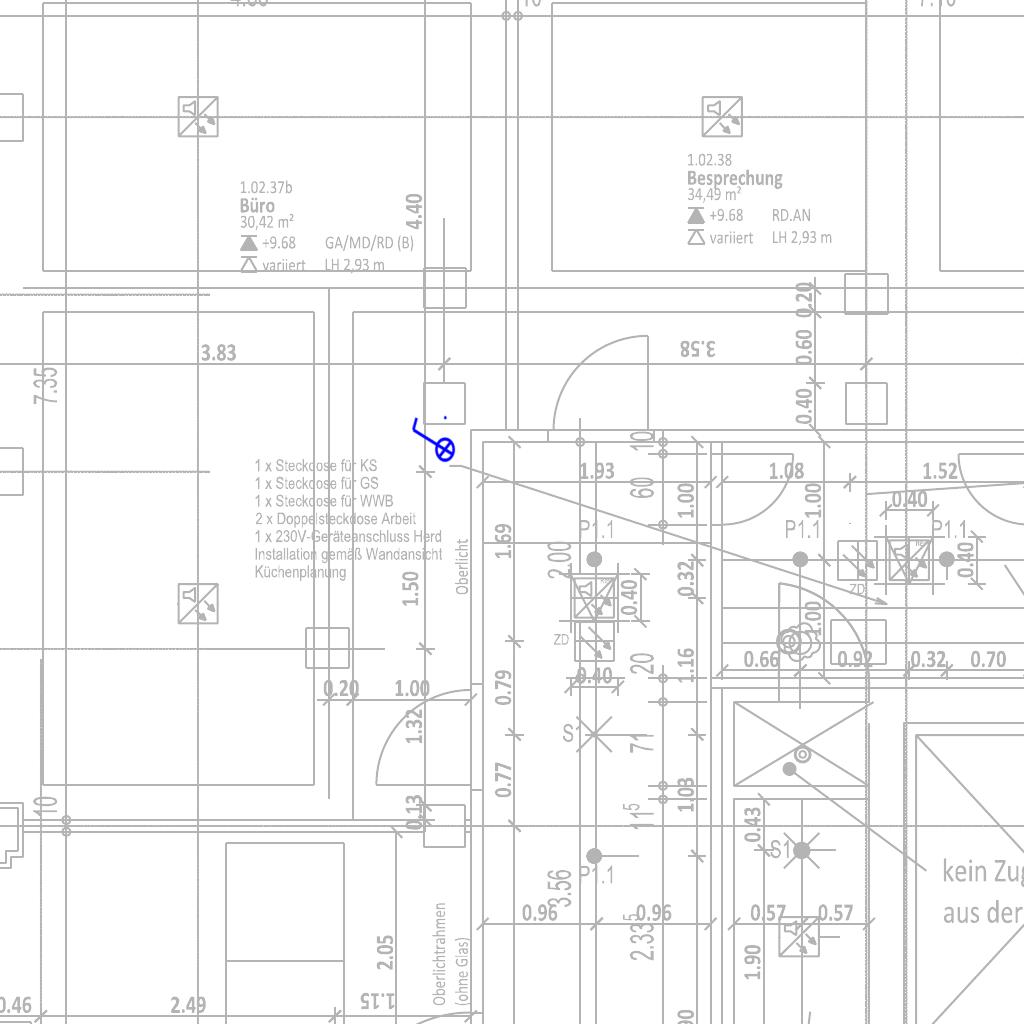 1.02.37b
Büro
30,42 m²
+9.68 GA/MD/RD (B)
variiert LH 2,93 m
4.40
1.02.38
Besprechung
34,49 m²
+9.68 RD.AN
variiert LH 2,93 m
0.20
0.60
0.40
3.83
3.58
7.35
1 x Steckdose für KS
1 x Steckdose für GS
1 x Steckdose für WWB
2 x Doppelsteckdose Arbeit
1 x 230V-Geräteanschluss Herd
Installation gemäß Wandansicht
Küchenplanung
Oberlicht
1.50
10
1.93
60
1.00
1.08
1.00
1.52
0.40
1.69
P1.1
P1.1
P1.1
2.00
0.40
0.32
0.40
ZD
ZD
1.00
20
1.16
0.66
0.92
0.32
0.70
0.20
1.00
0.79
0.40
1.32
S1
71
0.77
1.03
10
0.13
11⁵
0.43
S1
P1.1
3.56
kein Zug
aus der
0.96
0.96
0.57
0.57
2.33⁵
1.90
Oberlichtrahmen
(ohne Glas)
2.05
0.46
2.49
1.15
90